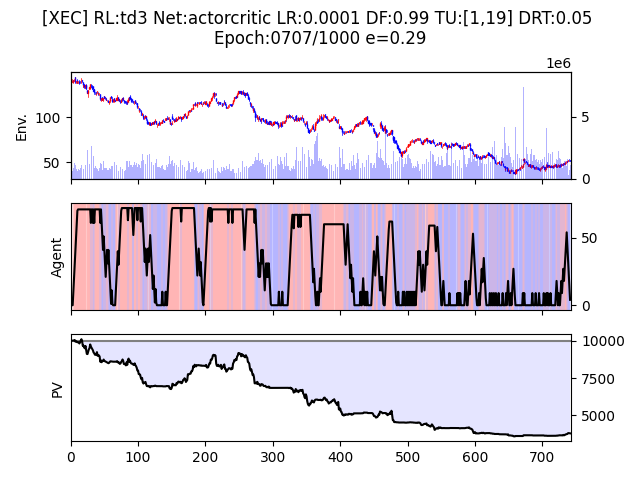 [XEC] RL:td3 Net:actorcritic LR:0.0001 DF:0.99 TU:[1,19] DRT:0.05
Epoch:0707/1000 e=0.29
1e6
Env.
100
50
5
0
Agent
50
0
PV
10000
7500
5000
0 100 200 300 400 500 600 700